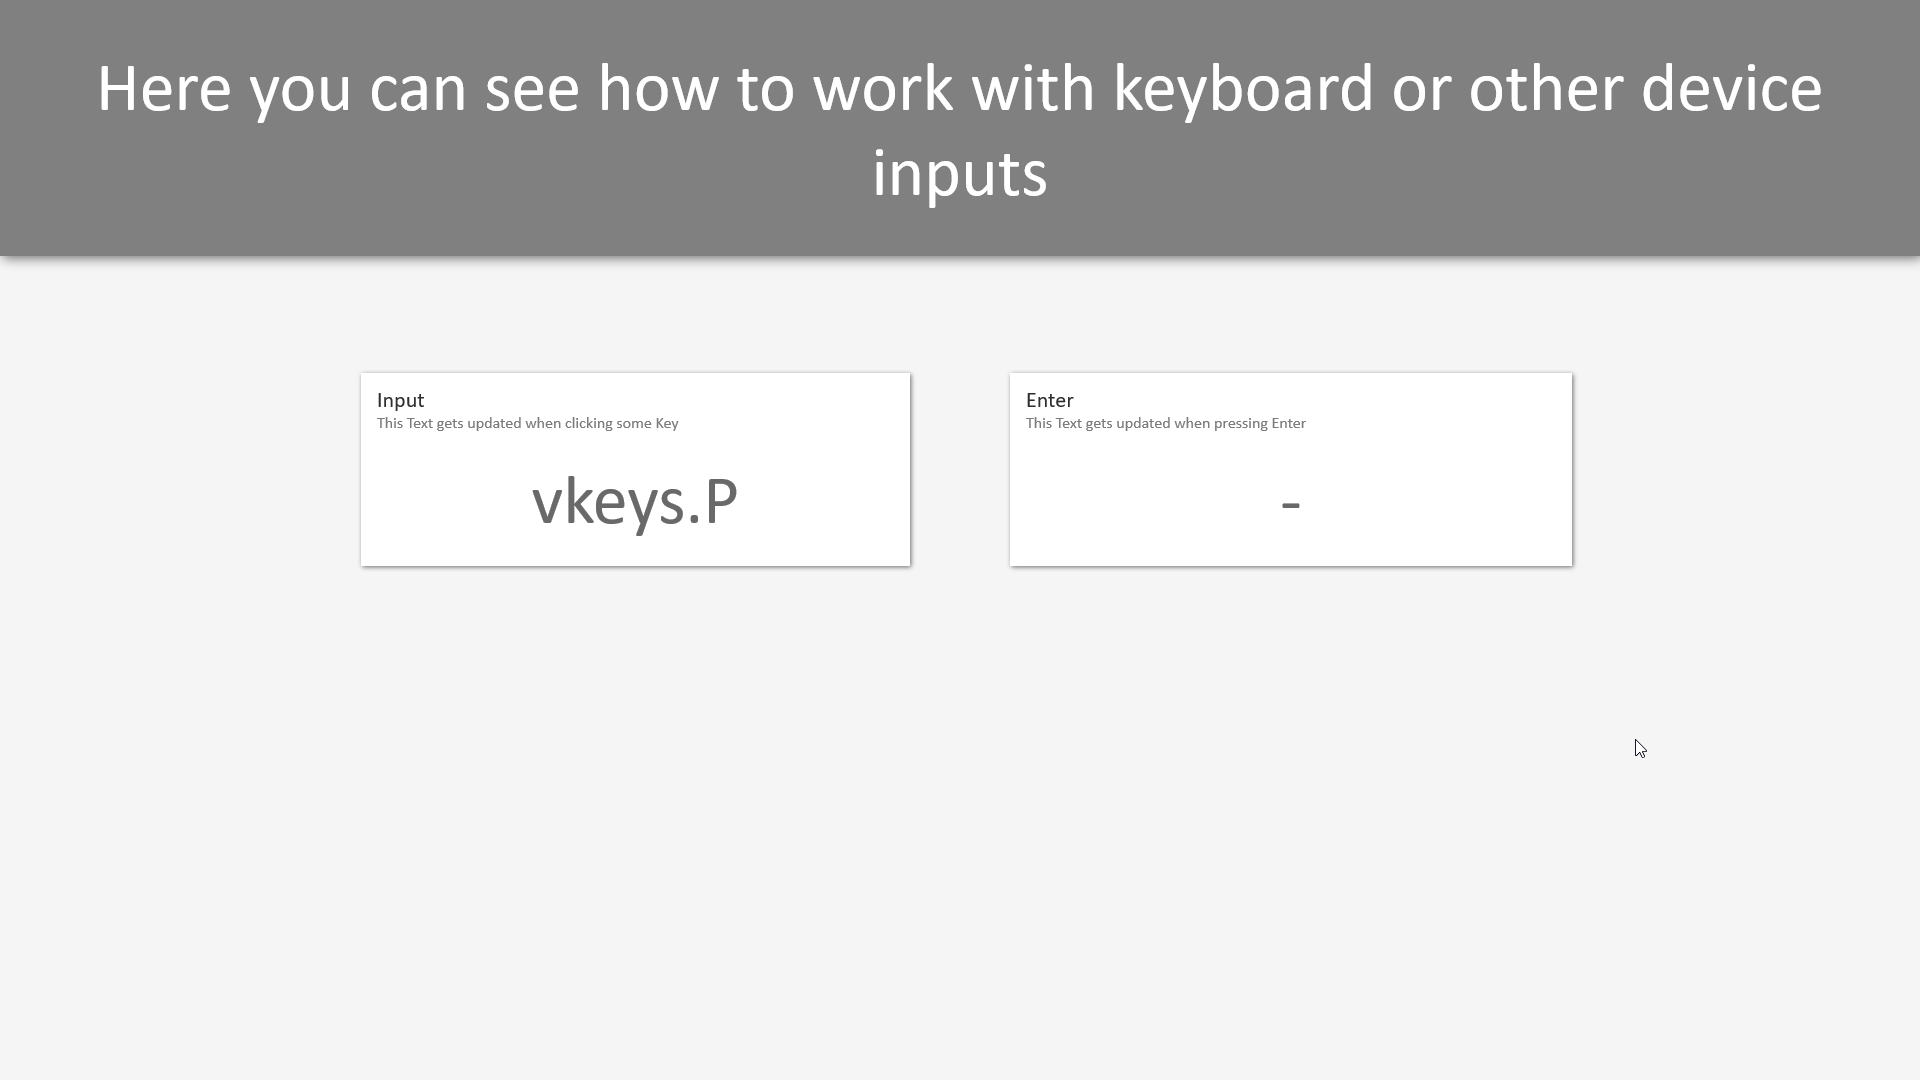 Here you can see how to work with keyboard or other device
inputs
Input
This Text gets updated when clicking some Key
vkeys.P
Enter
This Text gets updated when pressing Enter
-